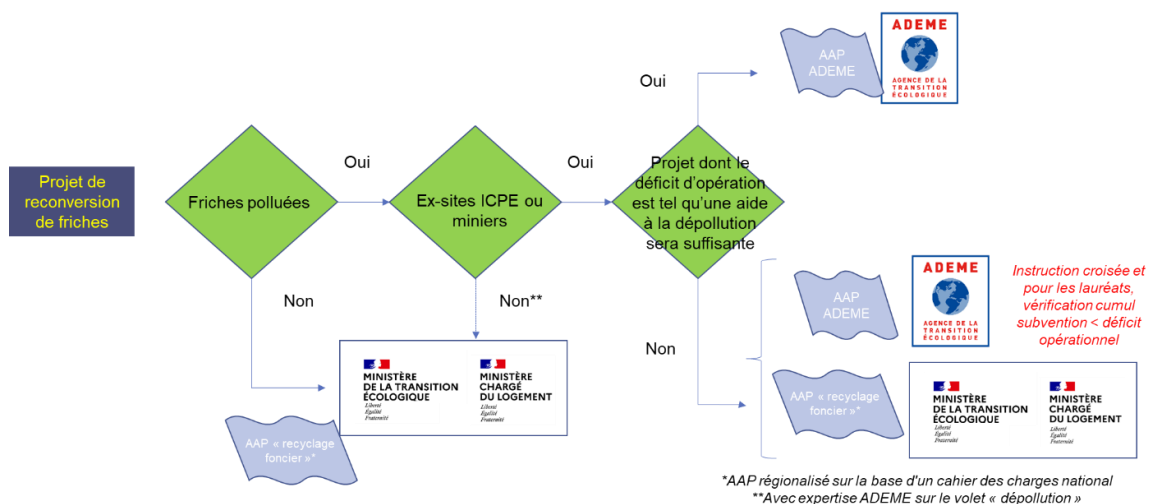 AAP
ADEME
ADEME
AGENCE DE LA
TRANSITION
ÉCOLOGIQUE
Oui
Projet de
reconversion
de friches
Friches polluées
Oui
Ex-sites ICPE ou
miniers
Oui
Projet dont le
déficit d'opération
est tel qu'une aide
à la dépollution
sera suffisante
Non
Non**
Non
MINISTÈRE
DE LA TRANSITION
ÉCOLOGIQUE
Liberté
Égalité
Fraternité
MINISTÈRE
CHARGÉ
DU LOGEMENT
Liberté
Égalité
Fraternité
AAP « recyclage
foncier »*
AAP
ADEME
ADEME
AGENCE DE LA
TRANSITION
ÉCOLOGIQUE
Instruction croisée et
pour les lauréats,
vérification cumul
subvention < déficit
opérationnel
AAP « recyclage
foncier »*
MINISTÈRE
DE LA TRANSITION
ÉCOLOGIQUE
Liberté
Égalité
Fraternité
MINISTÈRE
CHARGÉ
DU LOGEMENT
Liberté
Égalité
Fraternité
*AAP régionalisé sur la base d'un cahier des charges national
**Avec expertise ADEME sur le volet « dépollution »